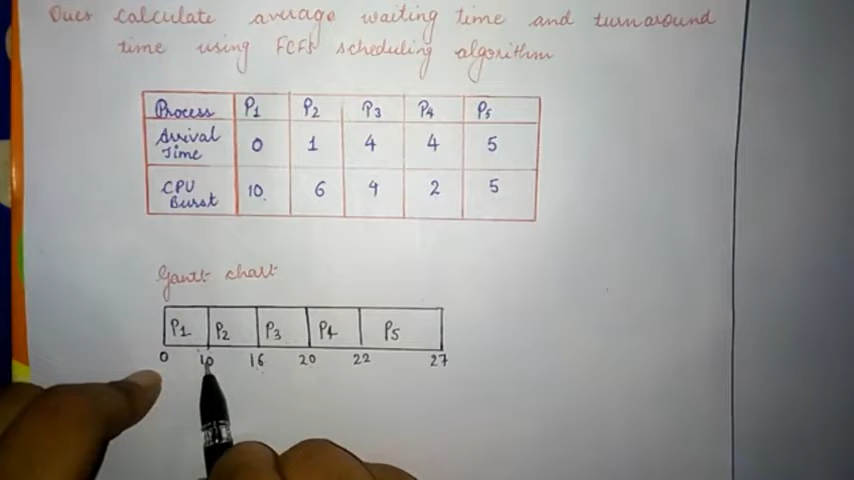 Ques calculate average waiting time and turnaround
time using FCFS scheduling algorithm
Process P1 P2 P3 P4 P5
Arrival Time 0 1 4 4 5
CPU Burst 10 6 4 2 5
Gantt chart
P1 P2 P3 P4 P5
0 10 16 20 22 27